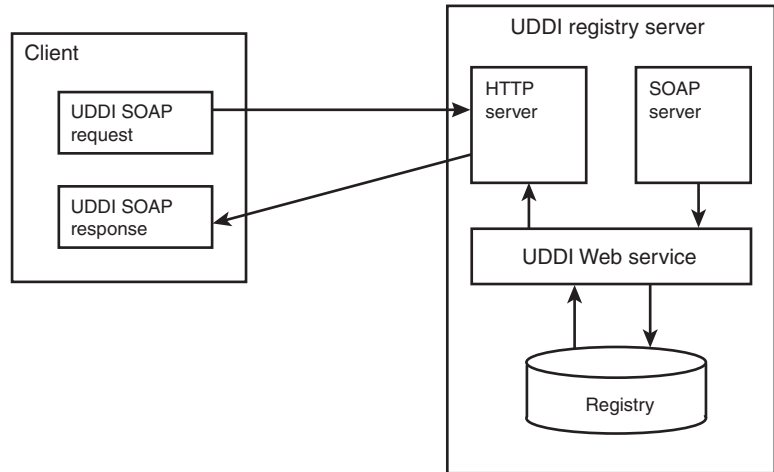 Client
UDDI SOAP
request
UDDI SOAP
response
UDDI registry server
HTTP
server
SOAP
server
UDDI Web service
Registry